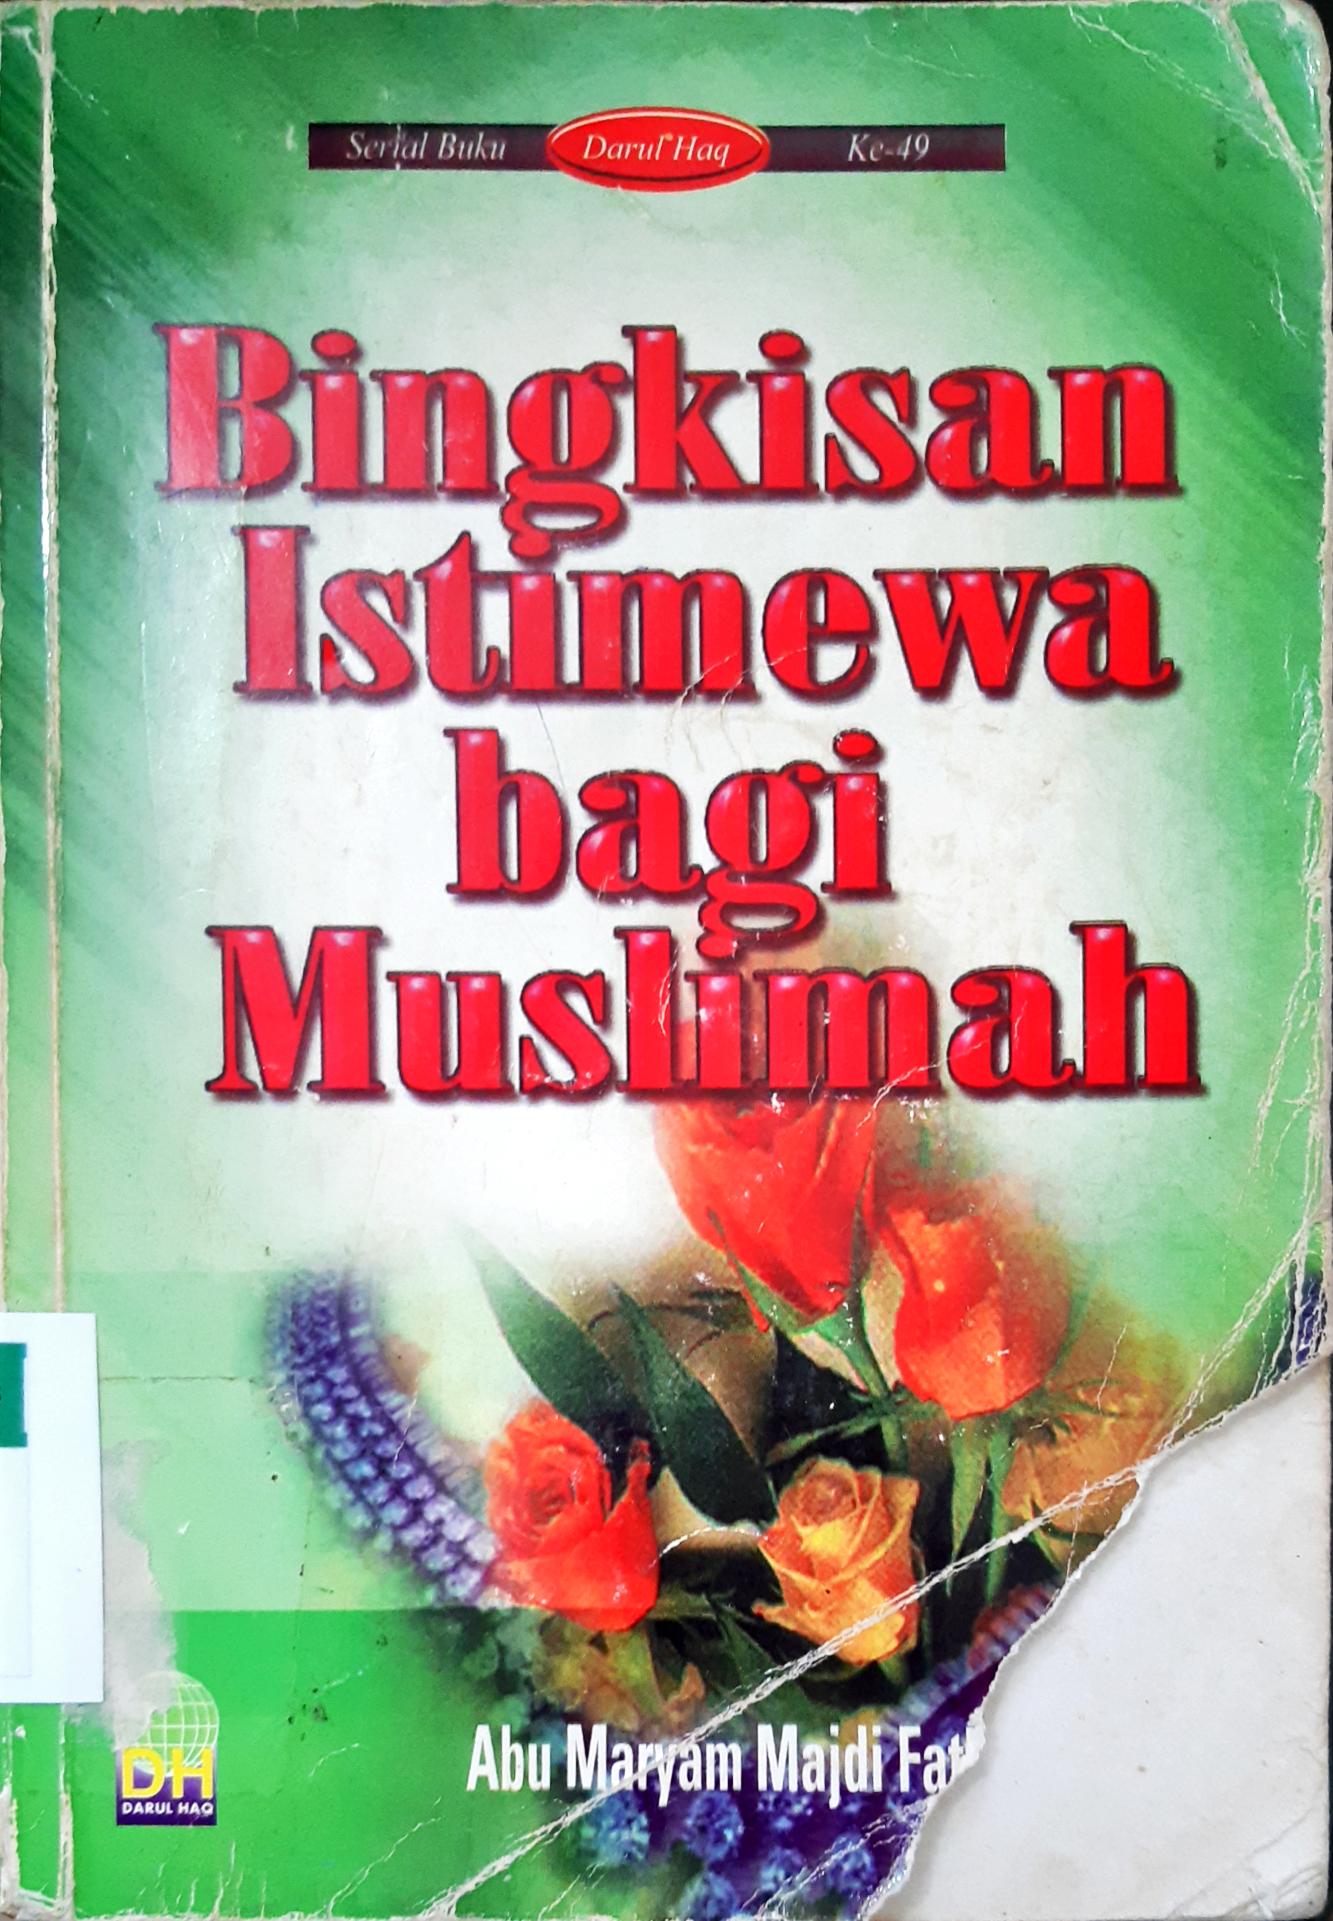 Serial Buku Darul Haq Ke-49
Bingkisan
Istimewa
bagi
Muslimah
Abu Maryam Majdi
DH
DARUL HAQ